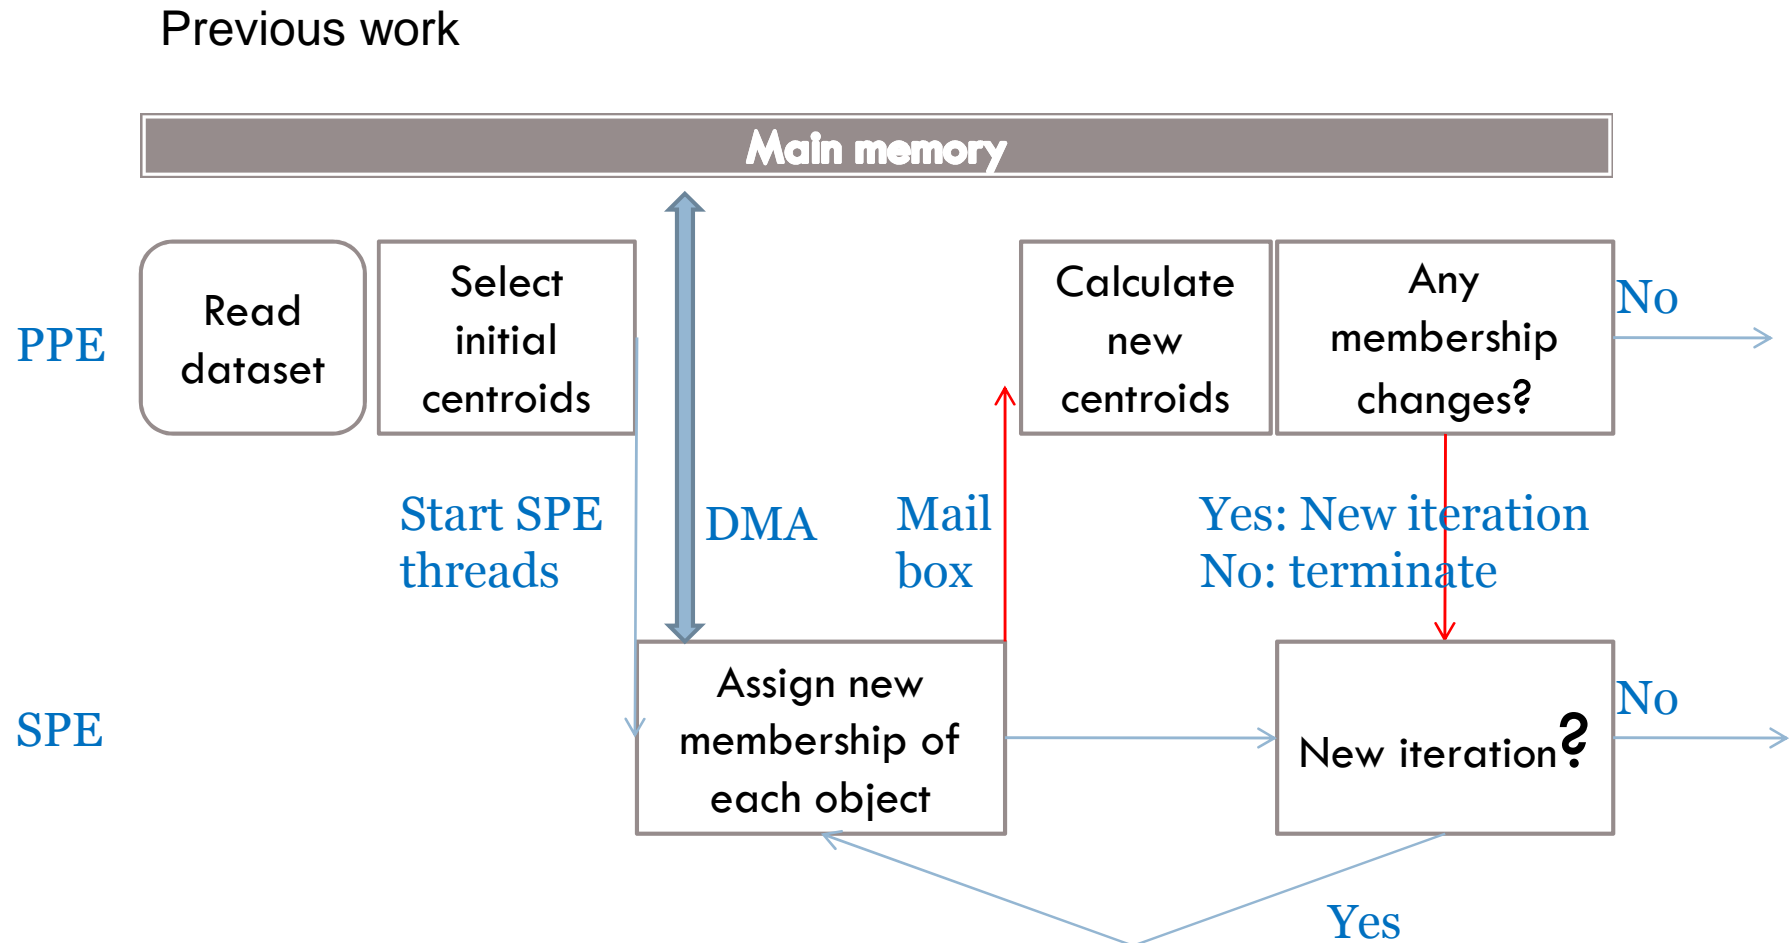 Previous work
Main memory
PPE
Read
dataset
Select
initial
centroids
Calculate
new
centroids
Any
membership
changes?
No
Start SPE
threads
DMA
Mail
box
Yes: New iteration
No: terminate
SPE
Assign new
membership of
each object
New iteration?
No
Yes